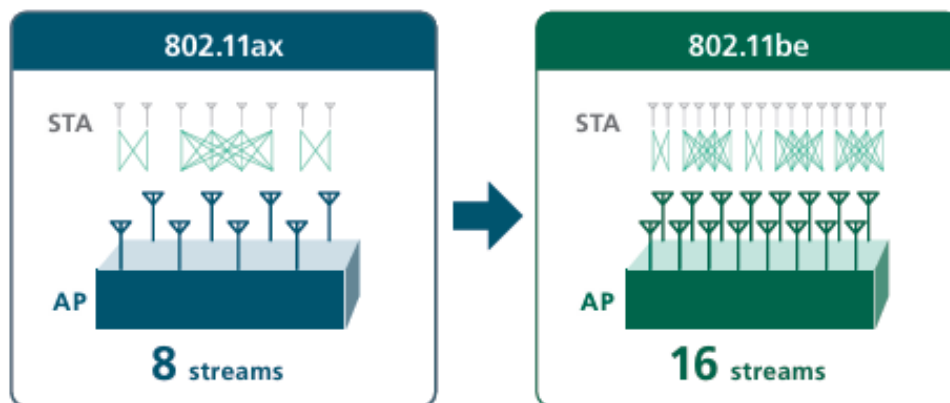 802.11ax
STA
AP
8 streams
802.11be
STA
AP
16 streams